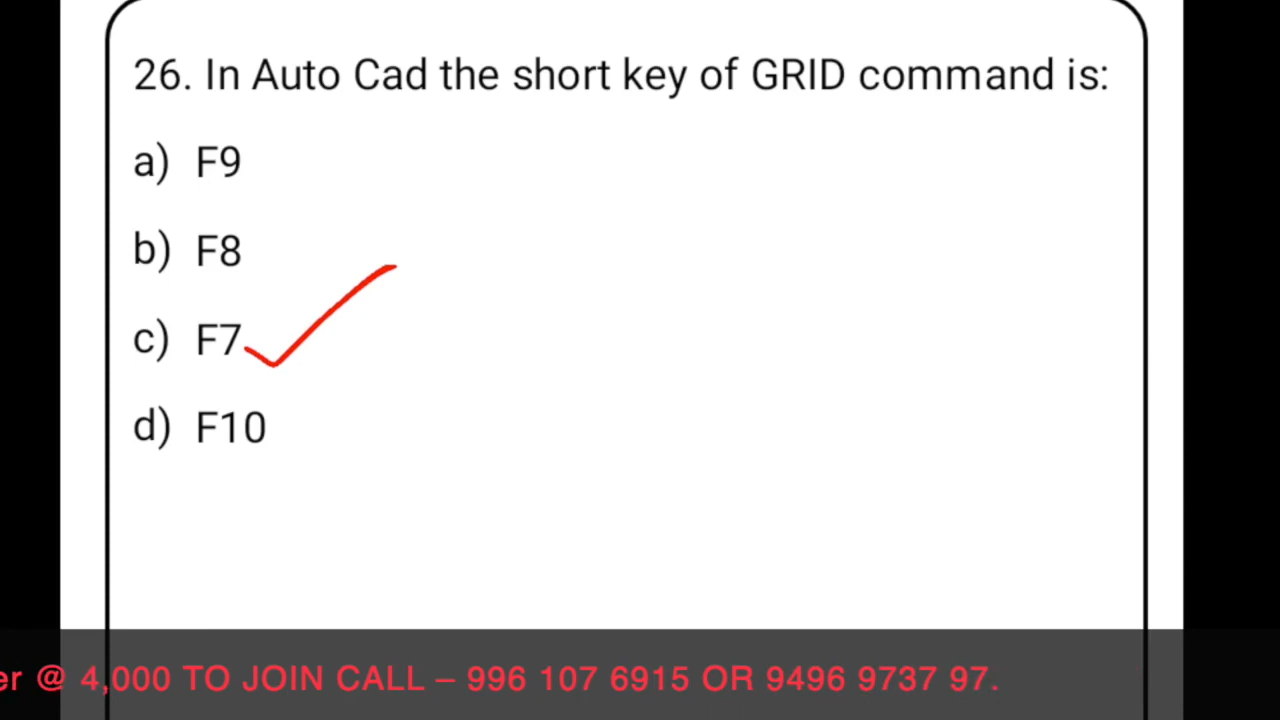 26. In Auto Cad the short key of GRID command is:
a) F9
b) F8
c) F7
d) F10
er @ 4,000 TO JOIN CALL – 996 107 6915 OR 9496 9737 97.